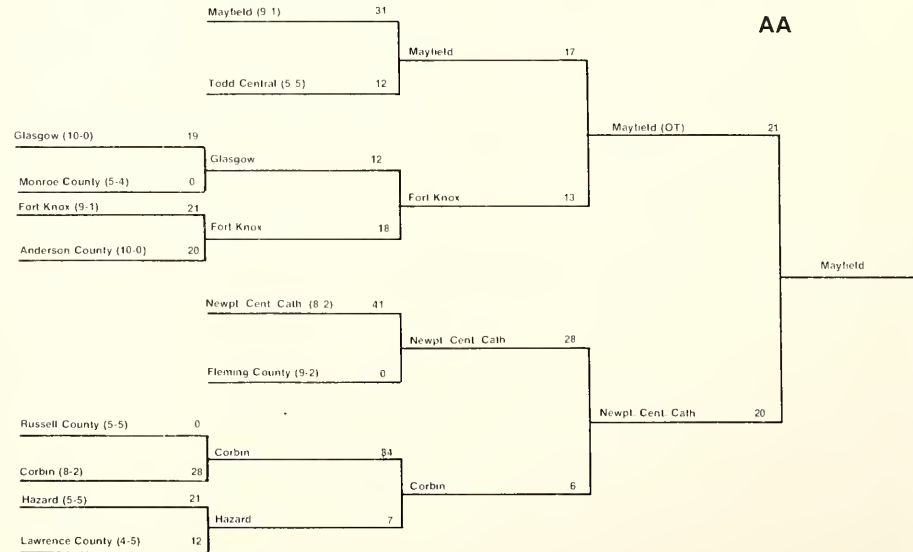 AA
Mayfield (9 1) 31
Todd Central (5 5) 12
Mayfield 17
Glasgow (10-0) 19
Monroe County (5-4) 0
Glasgow 12
Fort Knox (9-1) 21
Anderson County (10-0) 20
Fort Knox 18
Fort Knox 13
Mayfield (OT) 21
Mayfield
Newpt Cent Cath (8 2) 41
Fleming County (9-2) 0
Newpt Cent Cath 28
Newpt. Cent. Cath 20
Russell County (5-5) 0
Corbin (8-2) 28
Corbin 34
Hazard (5-5) 21
Lawrence County (4-5) 12
Hazard 7
Corbin 6